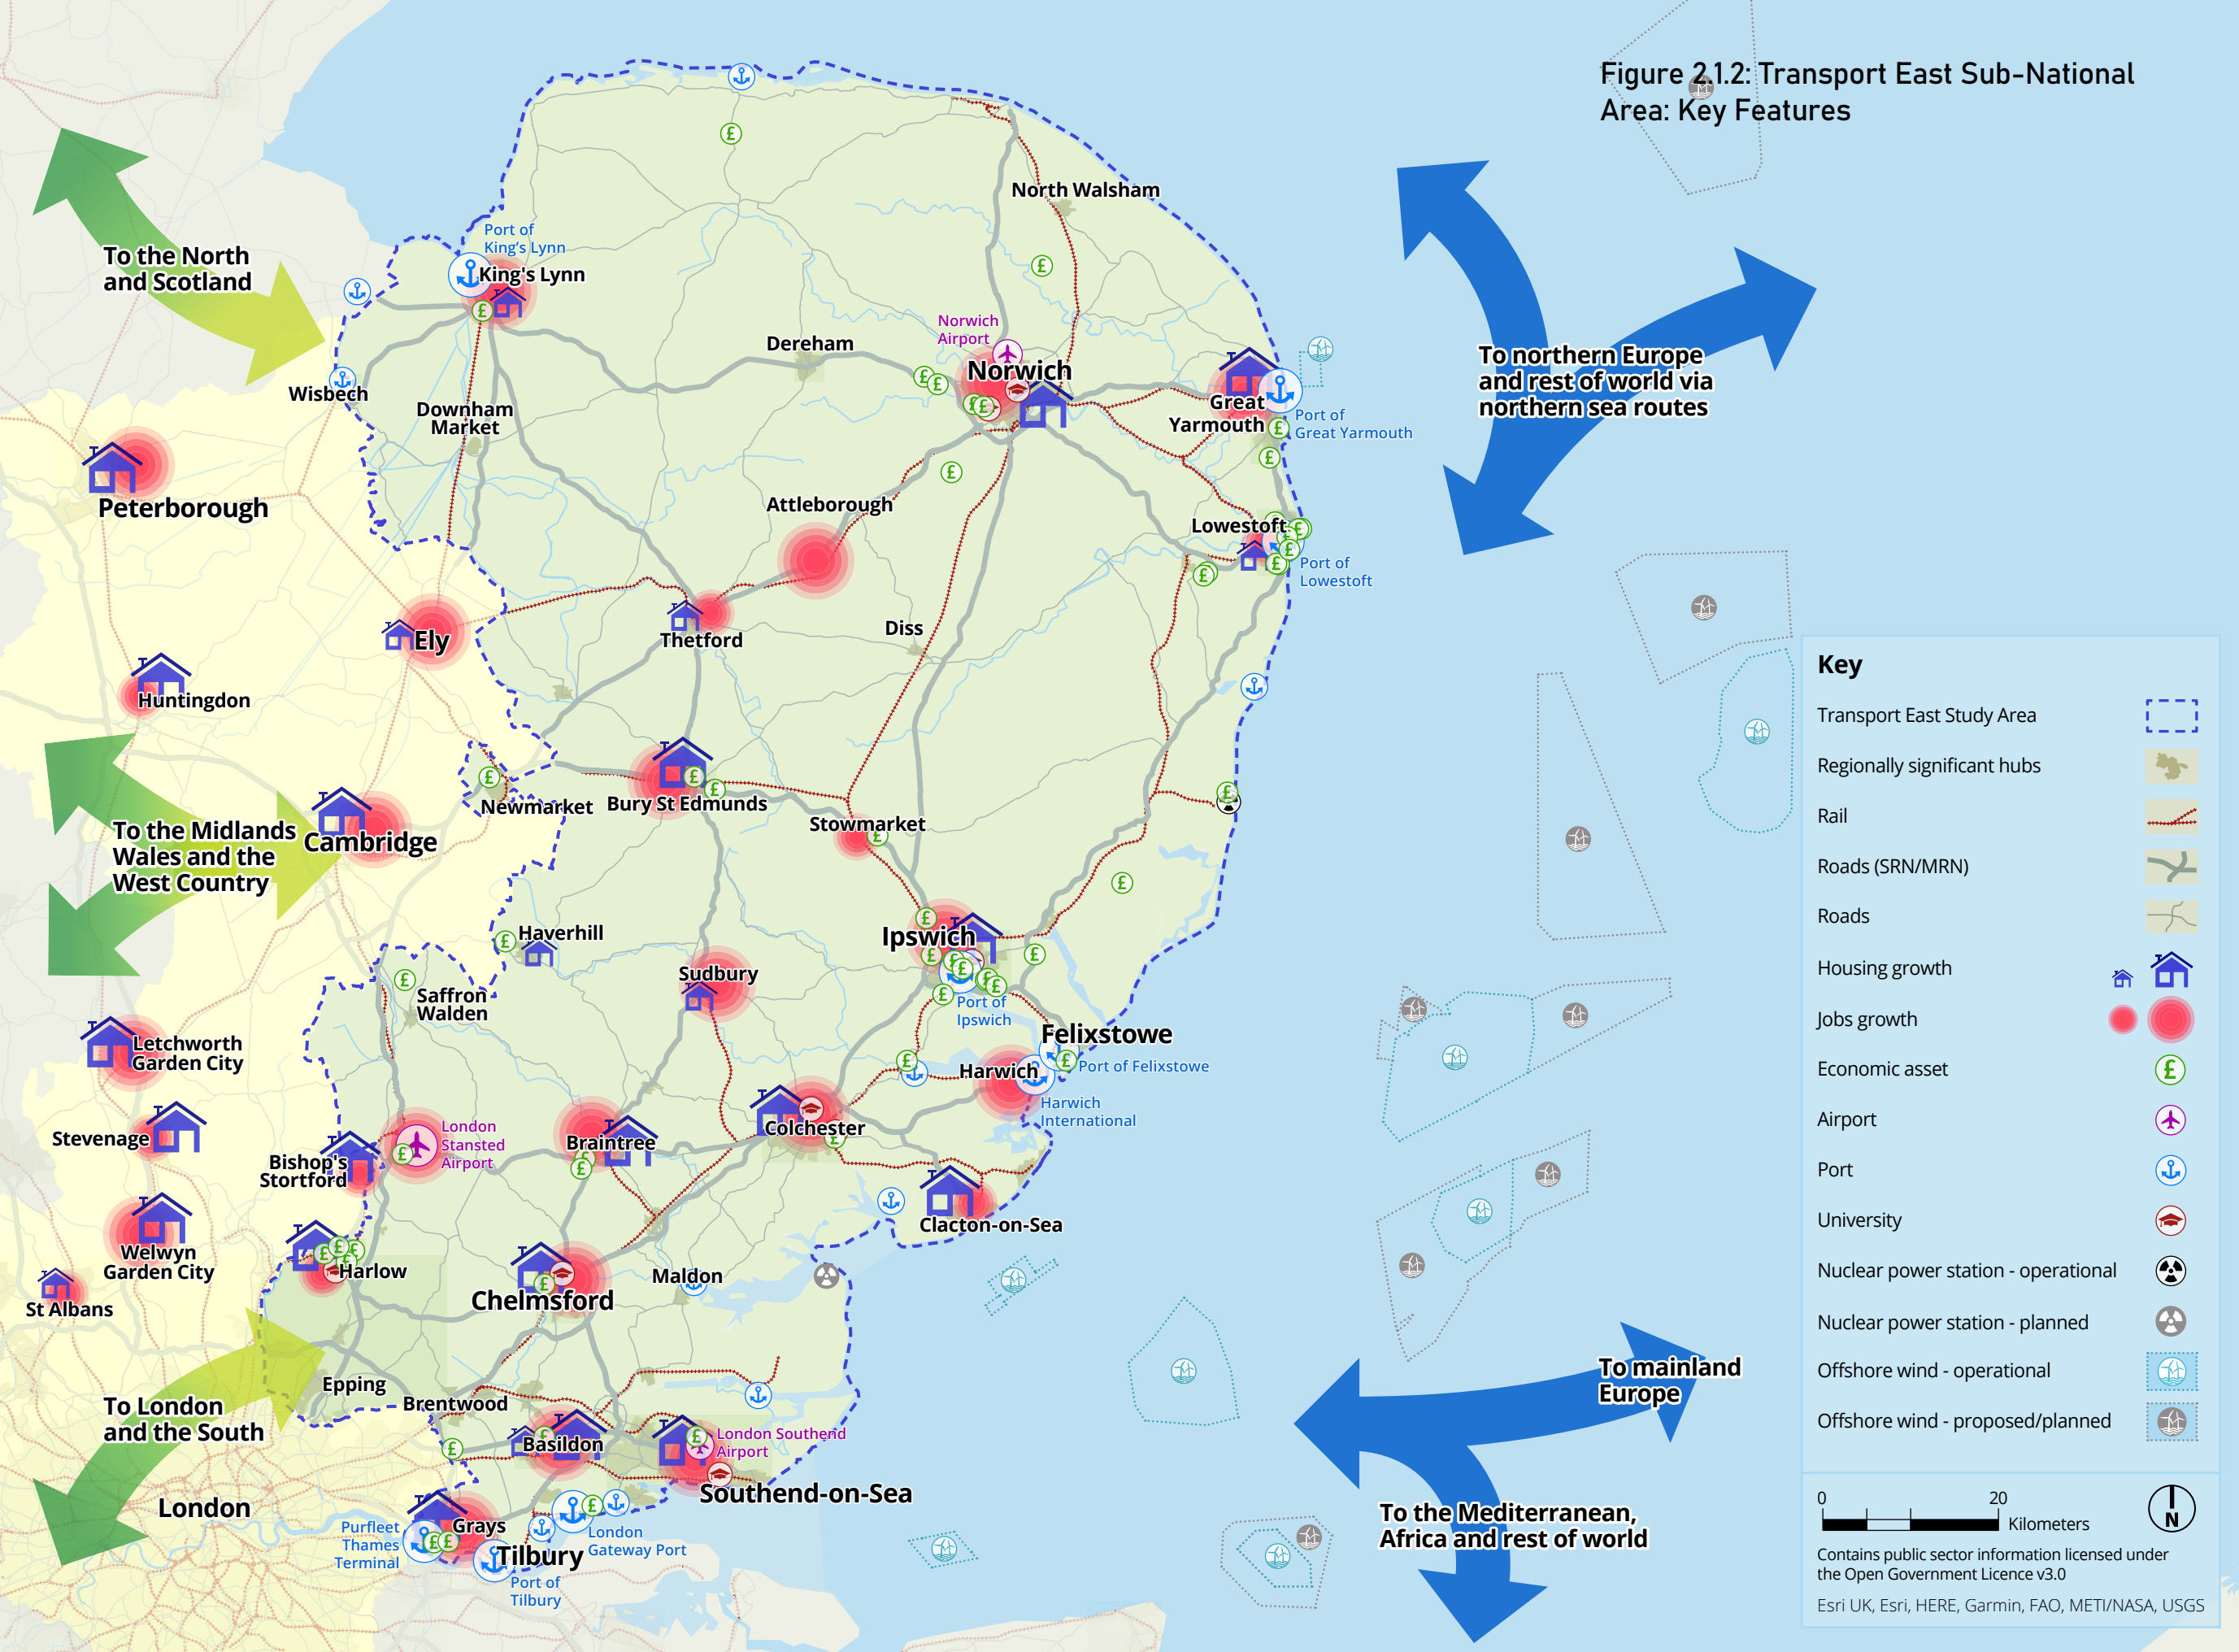 Figure 2.1.2: Transport East Sub-National
Area: Key Features
To the North
and Scotland
To the Midlands
Wales and the
West Country
To London
and the South
To northern Europe
and rest of world via
northern sea routes
To mainland
Europe
To the Mediterranean,
Africa and rest of world
North Walsham
Port of
King's Lynn
King's Lynn
Wisbech
Downham
Market
Dereham
Norwich
Airport
Norwich
Great
Yarmouth
Port of
Great Yarmouth
Peterborough
Attleborough
Lowestoft
Port of
Lowestoft
Ely
Thetford
Diss
Huntingdon
Newmarket
Bury St Edmunds
Stowmarket
Cambridge
Haverhill
Ipswich
Port of
Ipswich
Sudbury
Saffron
Walden
Felixstowe
Port of Felixstowe
Harwich
Harwich
International
Letchworth
Garden City
Stevenage
London
Stansted
Airport
Bishop's
Stortford
Braintree
Colchester
Clacton-on-Sea
Welwyn
Garden City
Harlow
St Albans
Chelmsford
Maldon
Epping
Brentwood
Basildon
London Southend
Airport
Southend-on-Sea
London
Purfleet
Thames
Terminal
Grays
Tilbury
Port of
Tilbury
London
Gateway Port
Key
Transport East Study Area
Regionally significant hubs
Rail
Roads (SRN/MRN)
Roads
Housing growth
Jobs growth
Economic asset
Airport
Port
University
Nuclear power station - operational
Nuclear power station - planned
Offshore wind - operational
Offshore wind - proposed/planned
0 20
Kilometers
N
Contains public sector information licensed under
the Open Government Licence v3.0
Esri UK, Esri, HERE, Garmin, FAO, METI/NASA, USGS